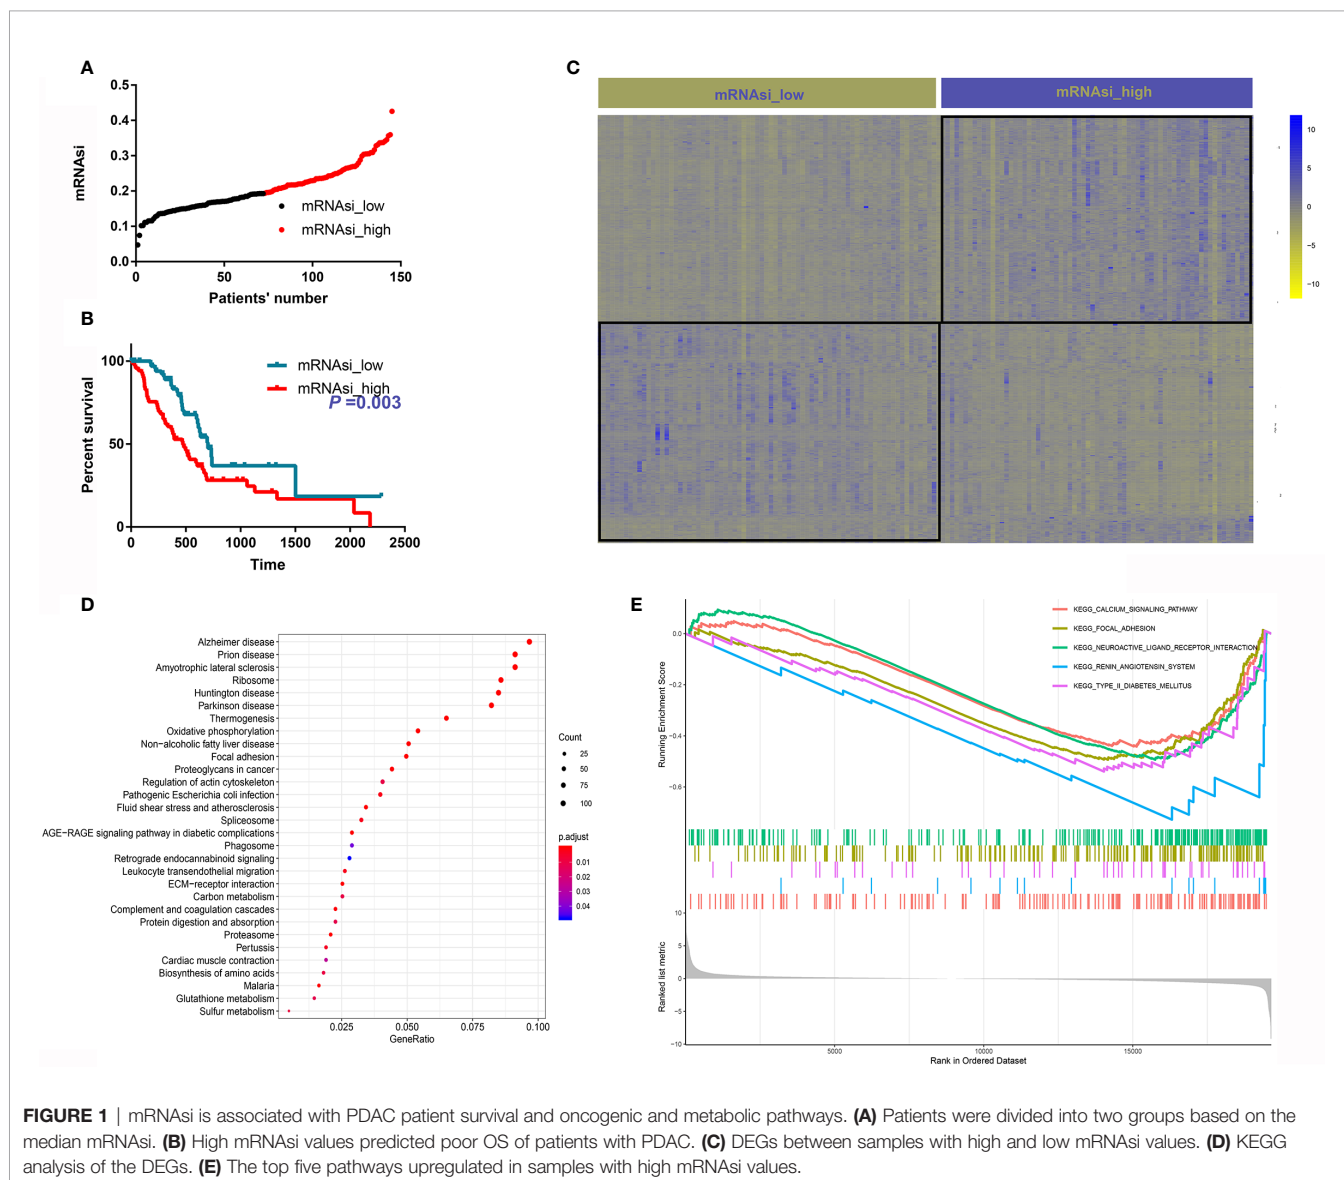 A
0.5
0.4
0.3
0.2
0.1
0.0
mRNAsi
mRNAsi_low
mRNAsi_high
0 50 100 150
Patients' number
B
100
50
0
Percent survival
mRNAsi_low
mRNAsi_high
P =0.003
0 500 1000 1500 2000 2500
Time
C
mRNAsi_low mRNAsi_high
10
5
0
−5
−10
D
Alzheimer disease
Prion disease
Amyotrophic lateral sclerosis
Ribosome
Huntington disease
Parkinson disease
Thermogenesis
Oxidative phosphorylation
Non−alcoholic fatty liver disease
Focal adhesion
Proteoglycans in cancer
Regulation of actin cytoskeleton
Pathogenic Escherichia coli infection
Fluid shear stress and atherosclerosis
Spliceosome
AGE−RAGE signaling pathway in diabetic complications
Phagosome
Retrograde endocannabinoid signaling
Leukocyte transendothelial migration
ECM−receptor interaction
Carbon metabolism
Complement and coagulation cascades
Protein digestion and absorption
Proteasome
Pertussis
Cardiac muscle contraction
Biosynthesis of amino acids
Malaria
Glutathione metabolism
Sulfur metabolism
0.025 0.050 0.075 0.100
GeneRatio
Count
25
50
75
100
p.adjust
0.01
0.02
0.03
0.04
E
KEGG_CALCIUM_SIGNALING_PATHWAY
KEGG_FOCAL_ADHESION
KEGG_NEUROACTIVE_LIGAND_RECEPTOR_INTERACTION
KEGG_RENIN_ANGIOTENSIN_SYSTEM
KEGG_TYPE_II_DIABETES_MELLITUS
0.0
−0.2
−0.4
−0.6
Running Enrichment Score
10
5
0
−5
−10
Ranked list metric
5000 10000 15000
Rank in Ordered Dataset
FIGURE 1 | mRNAsi is associated with PDAC patient survival and oncogenic and metabolic pathways. (A) Patients were divided into two groups based on the
median mRNAsi. (B) High mRNAsi values predicted poor OS of patients with PDAC. (C) DEGs between samples with high and low mRNAsi values. (D) KEGG
analysis of the DEGs. (E) The top five pathways upregulated in samples with high mRNAsi values.